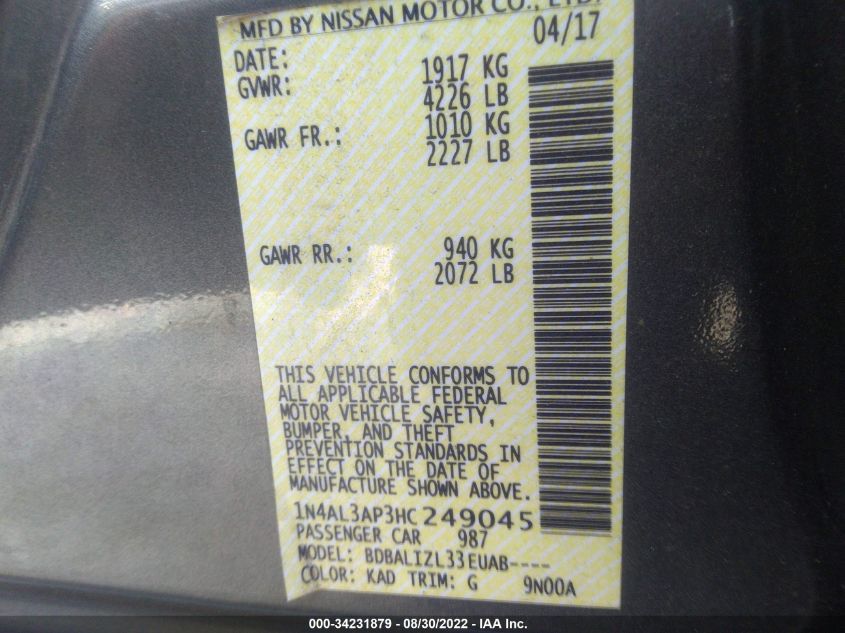 MFD BY NISSAN MOTOR CO., LTD.
DATE: 04/17
GVWR: 1917 KG
4226 LB
GAWR FR.: 1010 KG
2227 LB
GAWR RR.: 940 KG
2072 LB
THIS VEHICLE CONFORMS TO
ALL APPLICABLE FEDERAL
MOTOR VEHICLE SAFETY,
BUMPER, AND THEFT
PREVENTION STANDARDS IN
EFFECT ON THE DATE OF
MANUFACTURE SHOWN ABOVE.
1N4AL3AP3HC249045
PASSENGER CAR 987
MODEL: BDBALIZL33EUAB----
COLOR: KAD TRIM: G 9N00A
000-34231879 - 08/30/2022 - IAA Inc.